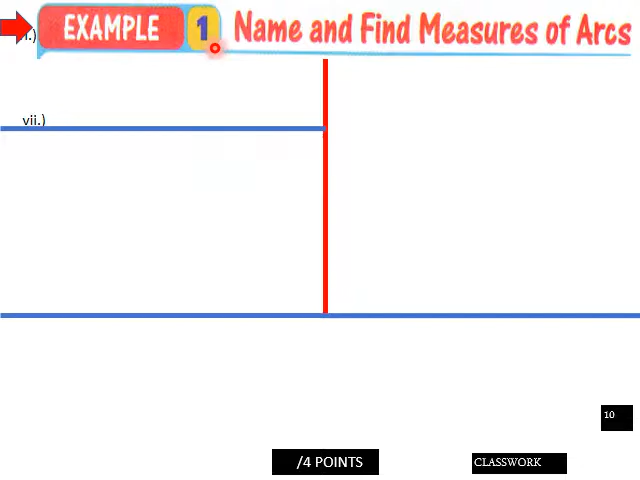 EXAMPLE 1 Name and Find Measures of Arcs
vii.)
10
/4 POINTS
CLASSWORK